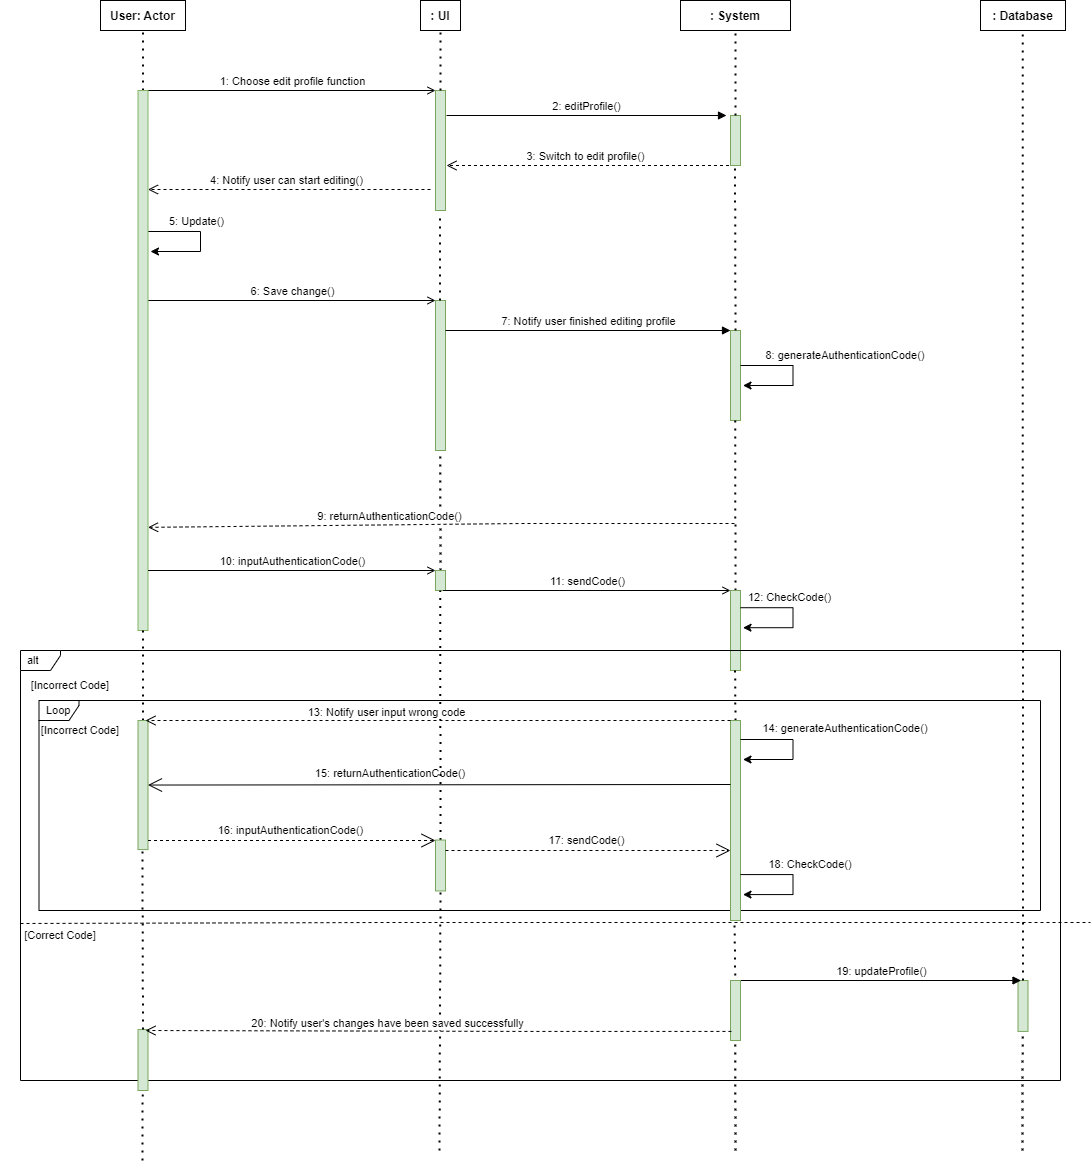 User: Actor
: UI
: System
: Database
1: Choose edit profile function
2: editProfile()
3: Switch to edit profile()
4: Notify user can start editing()
5: Update()
6: Save change()
7: Notify user finished editing profile
8: generateAuthenticationCode()
9: returnAuthenticationCode()
10: inputAuthenticationCode()
11: sendCode()
12: CheckCode()
alt
[Incorrect Code]
Loop
[Incorrect Code]
13: Notify user input wrong code
14: generateAuthenticationCode()
15: returnAuthenticationCode()
16: inputAuthenticationCode()
17: sendCode()
18: CheckCode()
[Correct Code]
19: updateProfile()
20: Notify user's changes have been saved successfully